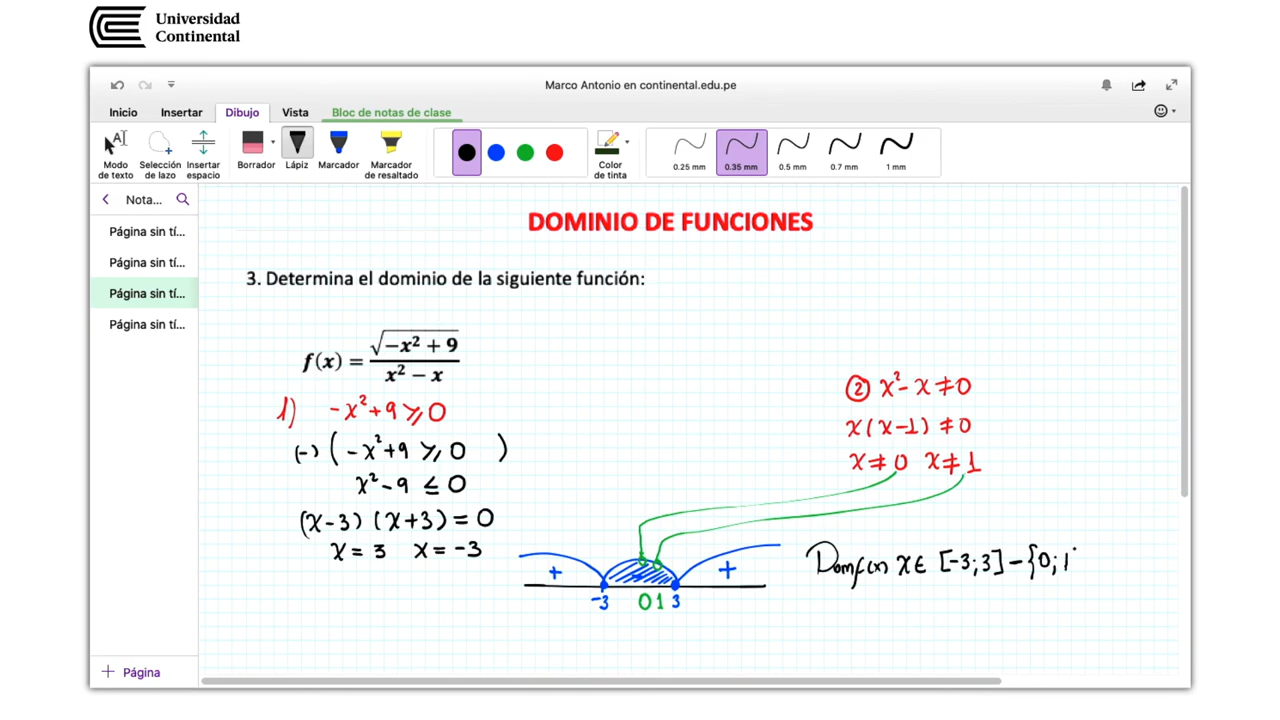 Universidad
Continental
Marco Antonio en continental.edu.pe
Inicio Insertar Dibujo Vista Bloc de notas de clase
Modo de texto Selección de lazo Insertar espacio Borrador Lápiz Marcador Marcador de resaltado Color de tinta 0.25 mm 0.35 mm 0.5 mm 0.7 mm 1 mm
Nota...
Página sin tí...
Página sin tí...
Página sin tí...
Página sin tí...
+ Página
DOMINIO DE FUNCIONES
3. Determina el dominio de la siguiente función:
f(x) = √(−x² + 9) / (x² − x)
1) -x²+9 ≥ 0
(-) ( -x²+9 ≥ 0 )
x²-9 ≤ 0
(x-3) (x+3) = 0
x = 3 x = -3
② x²-x ≠ 0
x(x-1) ≠ 0
x ≠ 0 x ≠ 1
+ +
-3 0 1 3
Domf(x) x ∈ [-3;3] - {0; 1